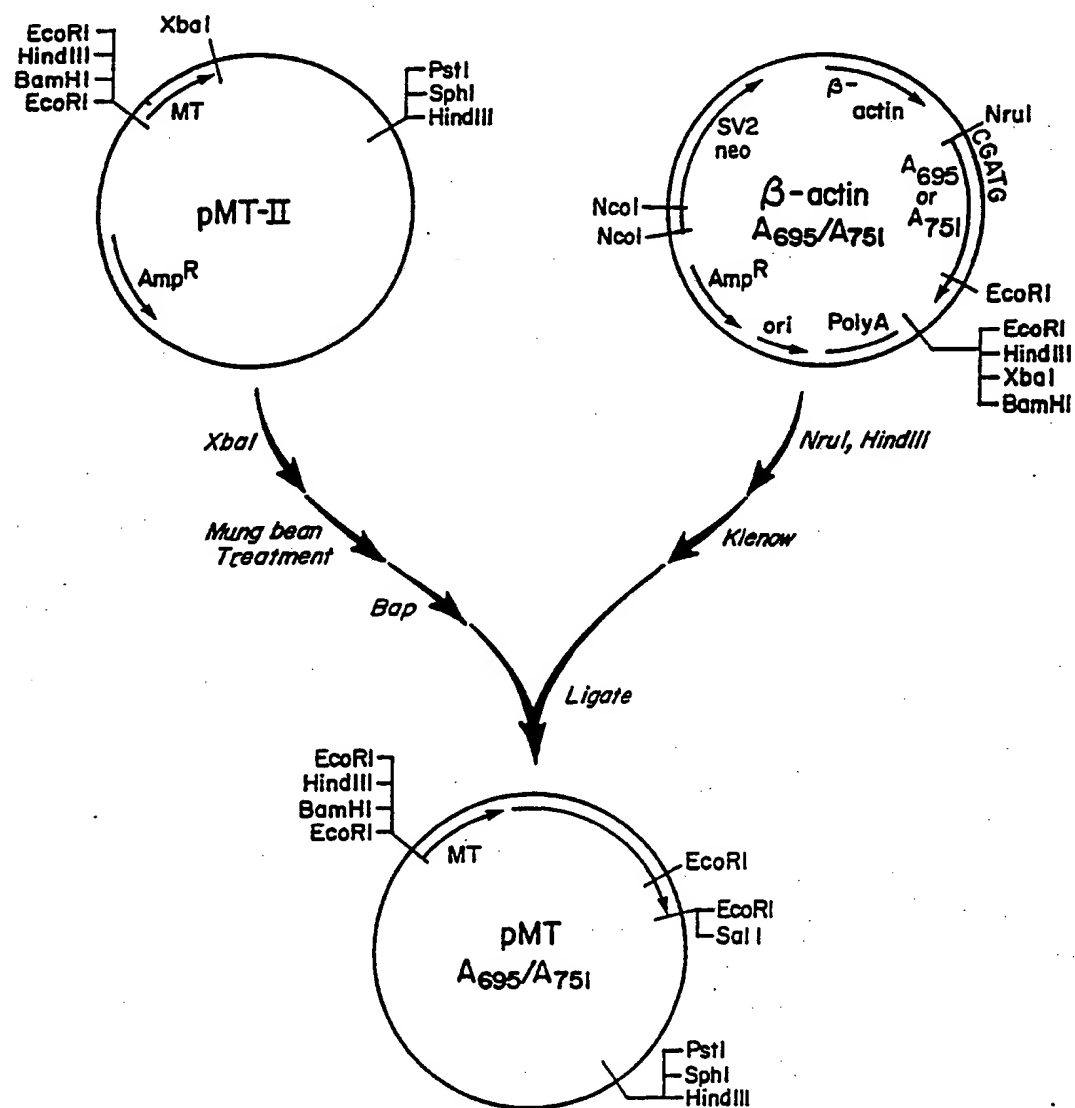 EcoRI
HindIII
BamHI
EcoRI
XbaI
MT
PstI
SphI
HindIII
pMT-II
Amp^R
β-
actin
NruI
CGATG
SV2
neo
A695
or
A751
β-actin
A695/A751
NcoI
NcoI
Amp^R
ori
PolyA
EcoRI
EcoRI
HindIII
XbaI
BamHI
XbaI
Mung bean
Treatment
Bap
NruI, HindIII
Klenow
Ligate
EcoRI
HindIII
BamHI
EcoRI
MT
EcoRI
EcoRI
Sal I
pMT
A695/A751
PstI
SphI
HindIII